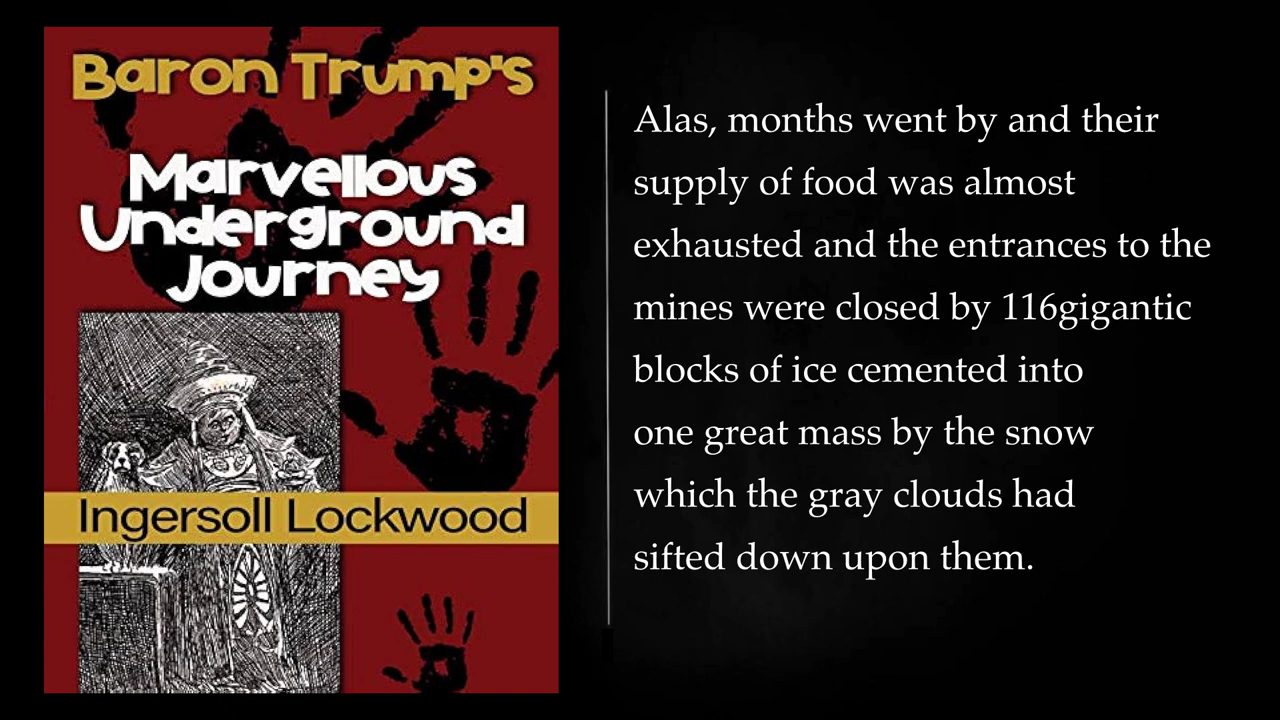 Baron Trump's
Marvellous
Underground
Journey
Ingersoll Lockwood
Alas, months went by and their
supply of food was almost
exhausted and the entrances to the
mines were closed by 116gigantic
blocks of ice cemented into
one great mass by the snow
which the gray clouds had
sifted down upon them.